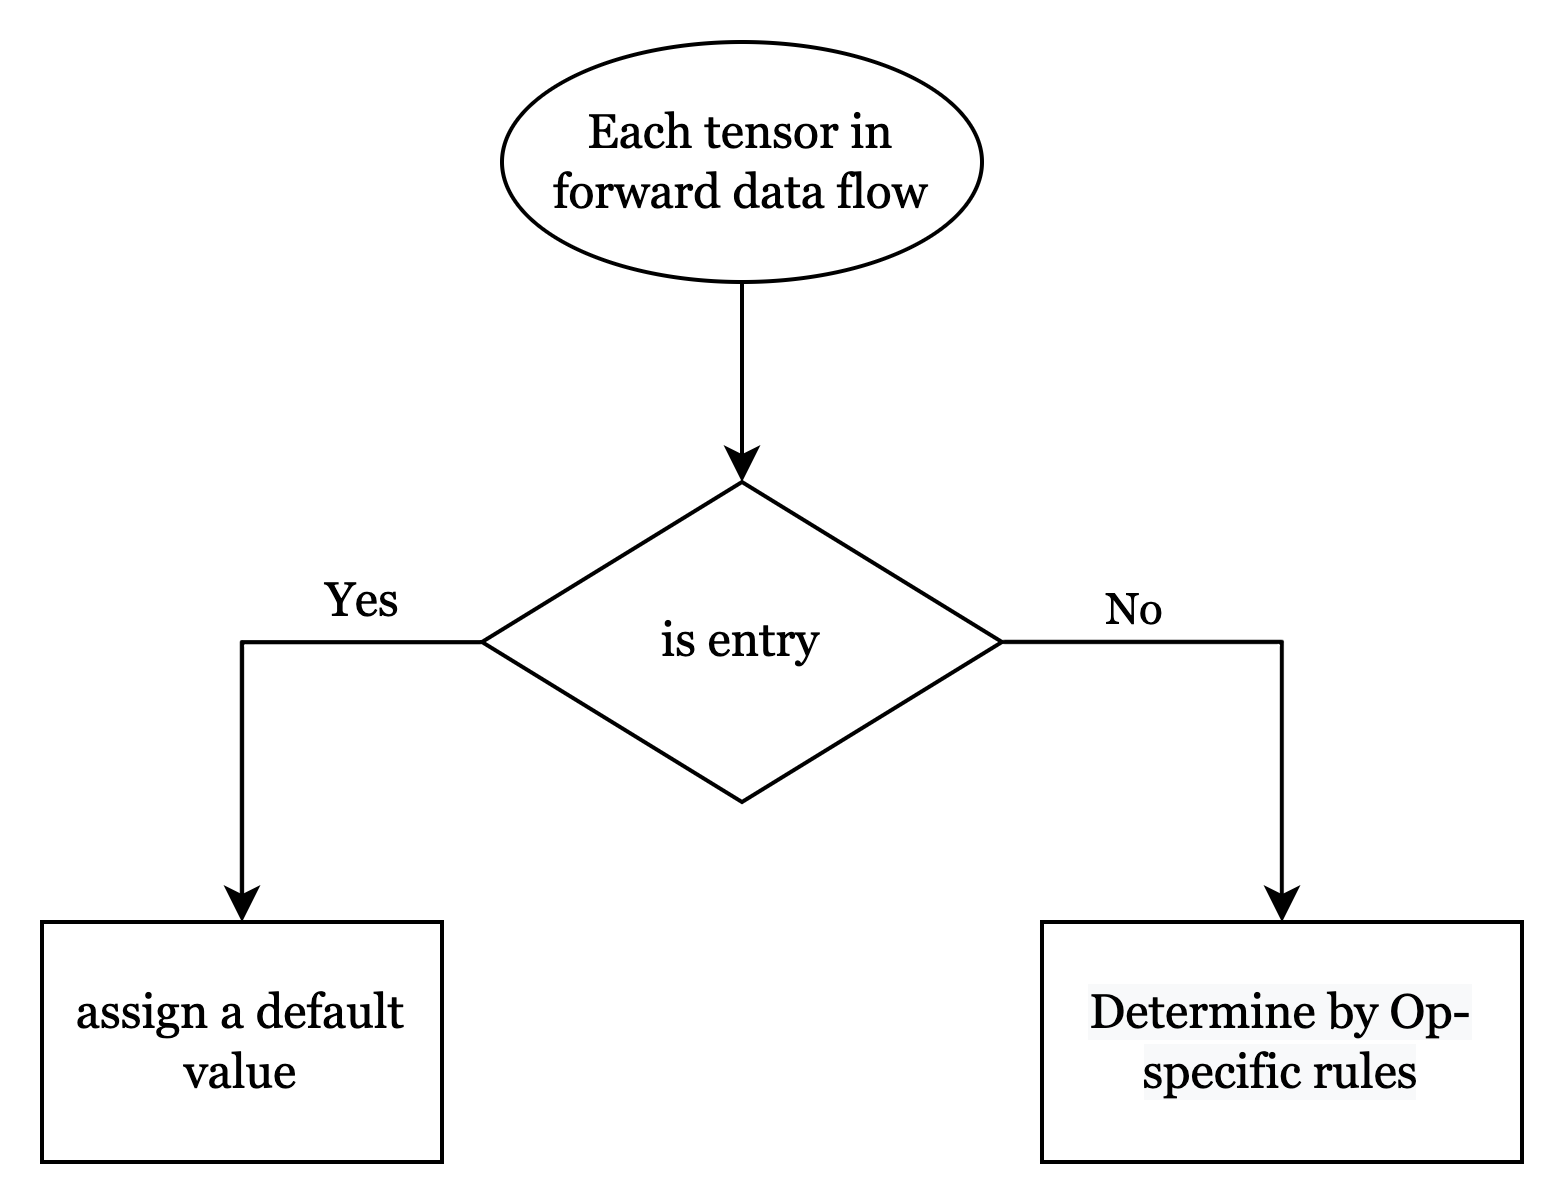 Each tensor in
forward data flow
is entry
Yes
No
assign a default
value
Determine by Op-
specific rules